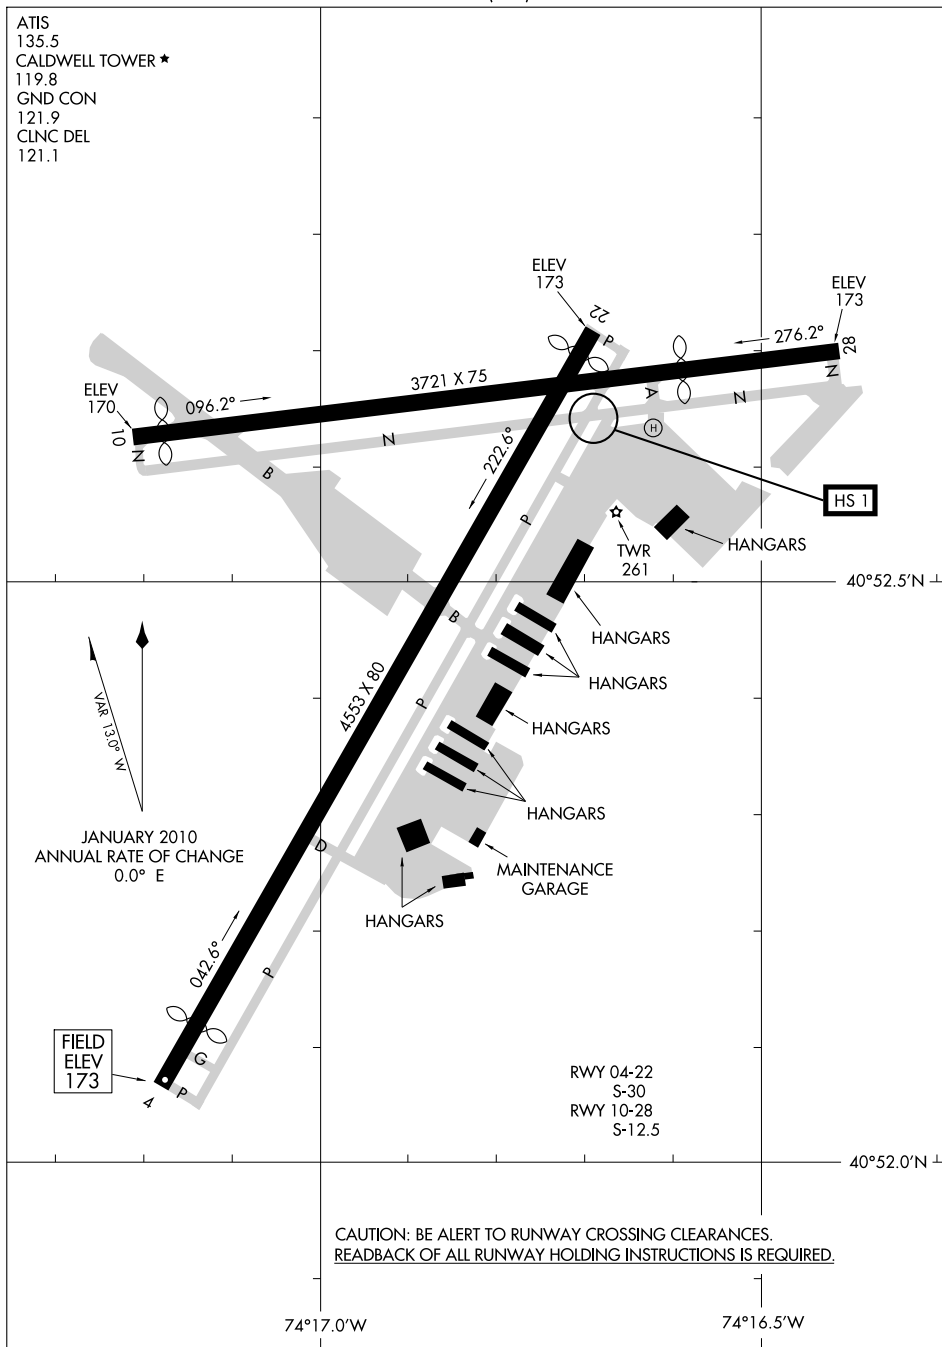 ATIS
135.5
CALDWELL TOWER ★
119.8
GND CON
121.9
CLNC DEL
121.1
ELEV
173
22
P
ELEV
173
276.2°
28
N
3721 X 75
096.2°
ELEV
170
10
N
N
A
N
H
B
222.6°
HS 1
P
TWR
261
HANGARS
40°52.5'N
B
HANGARS
HANGARS
4553 X 80
P
HANGARS
VAR 13.0° W
HANGARS
JANUARY 2010
ANNUAL RATE OF CHANGE
0.0° E
D
MAINTENANCE
GARAGE
HANGARS
042.6°
P
G
FIELD
ELEV
173
P
4
RWY 04-22
S-30
RWY 10-28
S-12.5
40°52.0'N
CAUTION: BE ALERT TO RUNWAY CROSSING CLEARANCES.
READBACK OF ALL RUNWAY HOLDING INSTRUCTIONS IS REQUIRED.
74°17.0'W
74°16.5'W